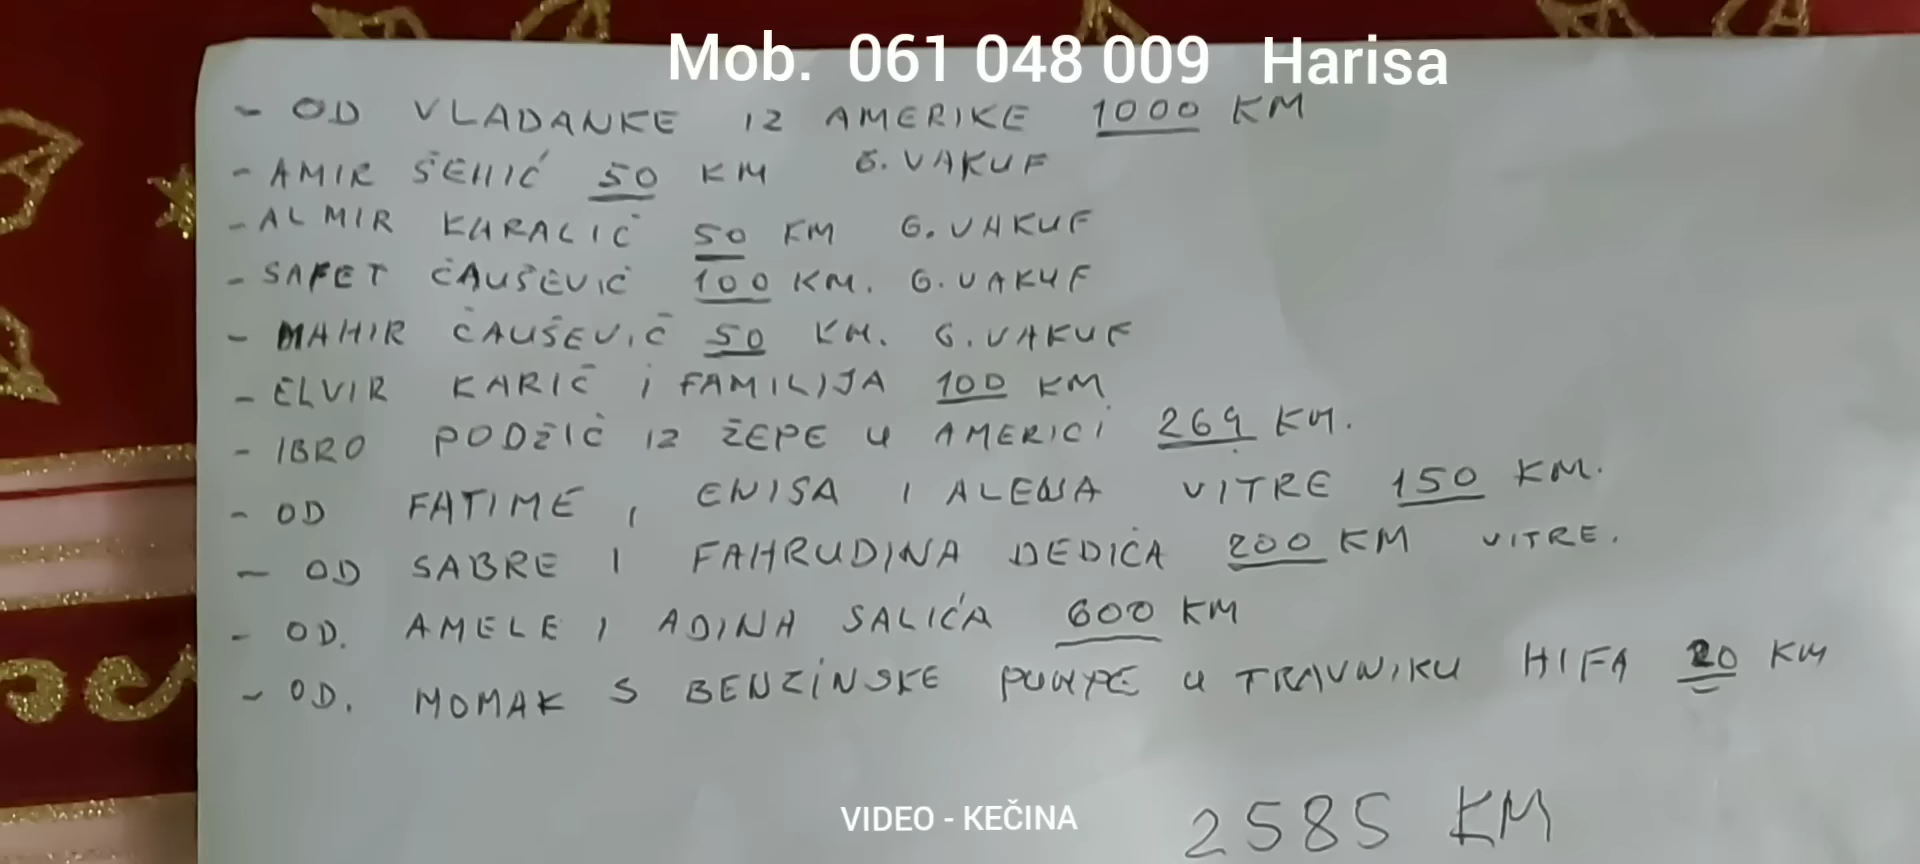 Mob. 061 048 009 Harisa
- OD VLADANKE IZ AMERIKE 1000 KM
- AMIR ŠEHIĆ 50 KM G. VAKUF
- ALMIR KARALIĆ 50 KM G. VAKUF
- SAFET ČAUŠEVIĆ 100 KM. G. VAKUF
- MAHIR ČAUŠEVIĆ 50 KM. G. VAKUF
- ELVIR KARIĆ i FAMILIJA 100 KM
- IBRO PODŽIĆ IZ ŽEPE U AMERICI 269 KM.
- OD FATIME, ENISA I ALENA VITRE 150 KM.
- OD SABRE I FAHRUDINA DEDIĆA 200 KM VITRE.
- OD. AMELE I ADINA SALIĆA 600 KM
- OD. MOMAK S BENZINSKE PUMPE U TRAVNIKU HIFA 20 KM
2585 KM
VIDEO - KEČINA